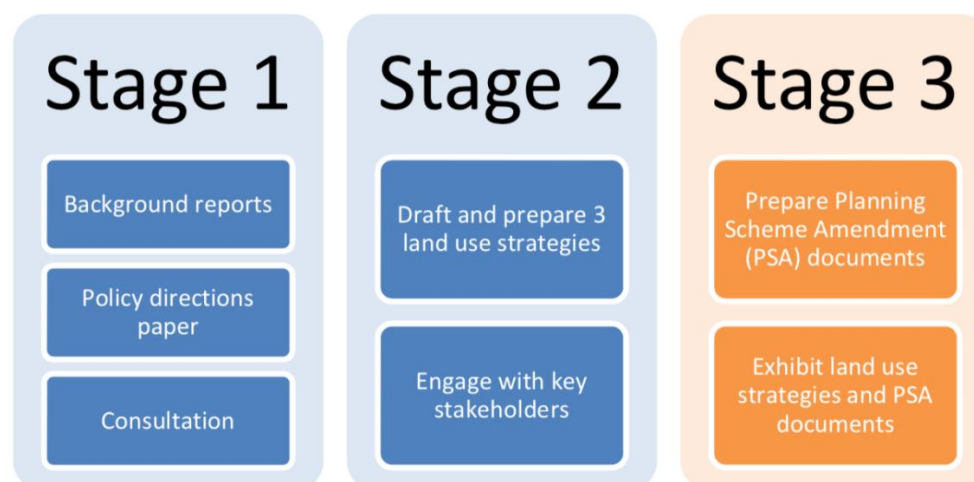 Stage 1
Background reports
Policy directions
paper
Consultation
Stage 2
Draft and prepare 3
land use strategies
Engage with key
stakeholders
Stage 3
Prepare Planning
Scheme Amendment
(PSA) documents
Exhibit land use
strategies and PSA
documents